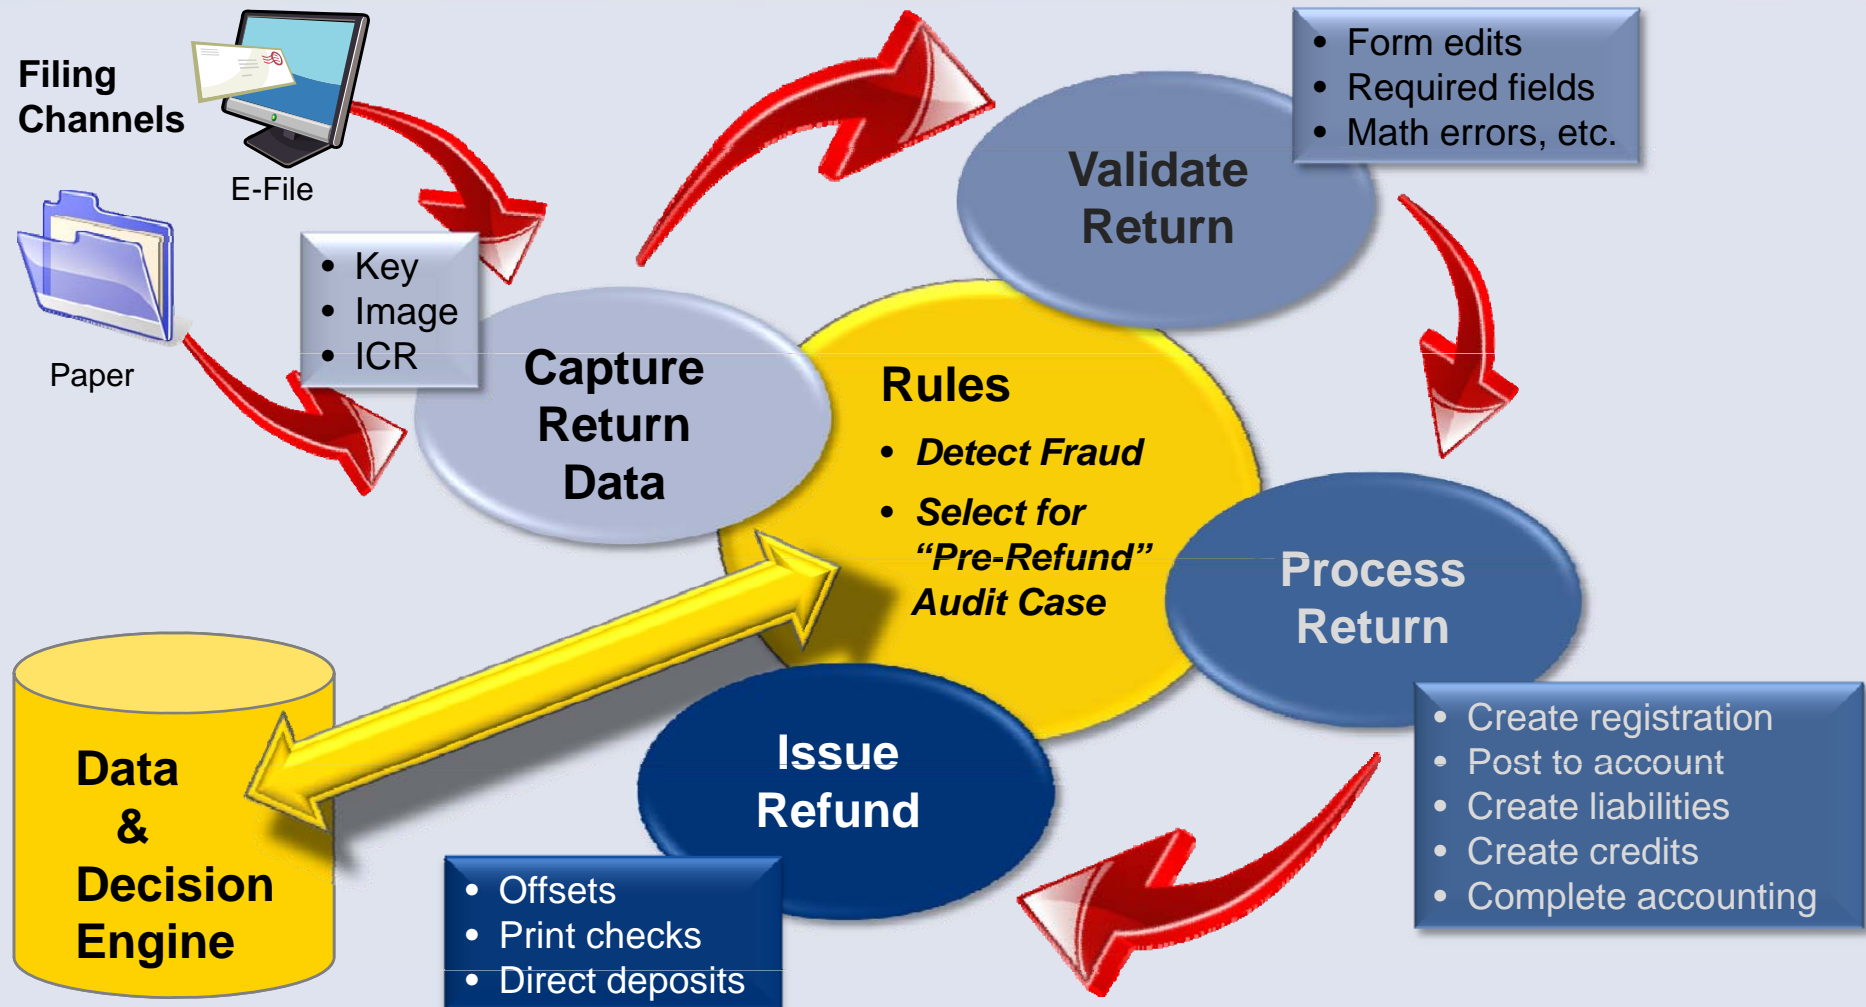 Filing
Channels
E-File
Paper
• Key
• Image
• ICR
Capture
Return
Data
Validate
Return
• Form edits
• Required fields
• Math errors, etc.
Rules
• Detect Fraud
• Select for
“Pre-Refund”
Audit Case
Process
Return
• Create registration
• Post to account
• Create liabilities
• Create credits
• Complete accounting
Issue
Refund
• Offsets
• Print checks
• Direct deposits
Data
&
Decision
Engine